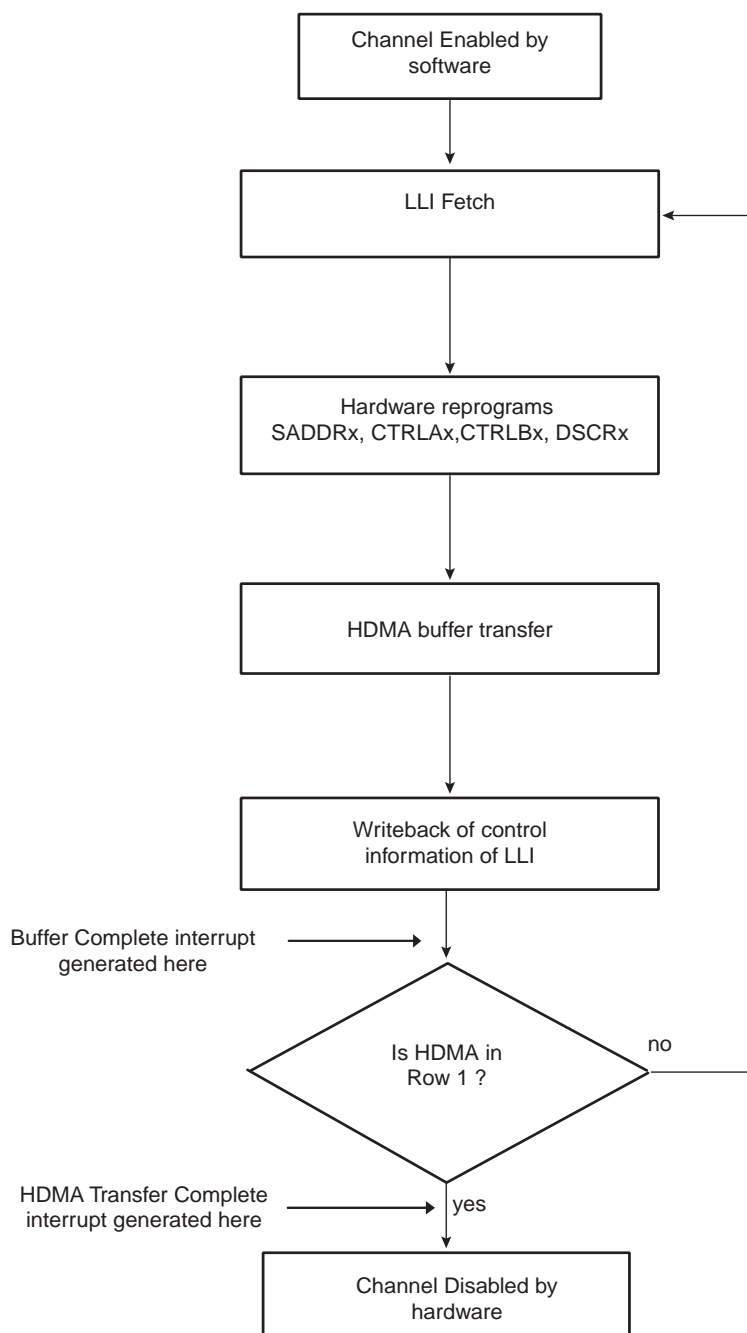 Channel Enabled by
software
LLI Fetch
Hardware reprograms
SADDRx, CTRLAx,CTRLBx, DSCRx
HDMA buffer transfer
Writeback of control
information of LLI
Buffer Complete interrupt
generated here
Is HDMA in
Row 1 ?
no
HDMA Transfer Complete
interrupt generated here
yes
Channel Disabled by
hardware